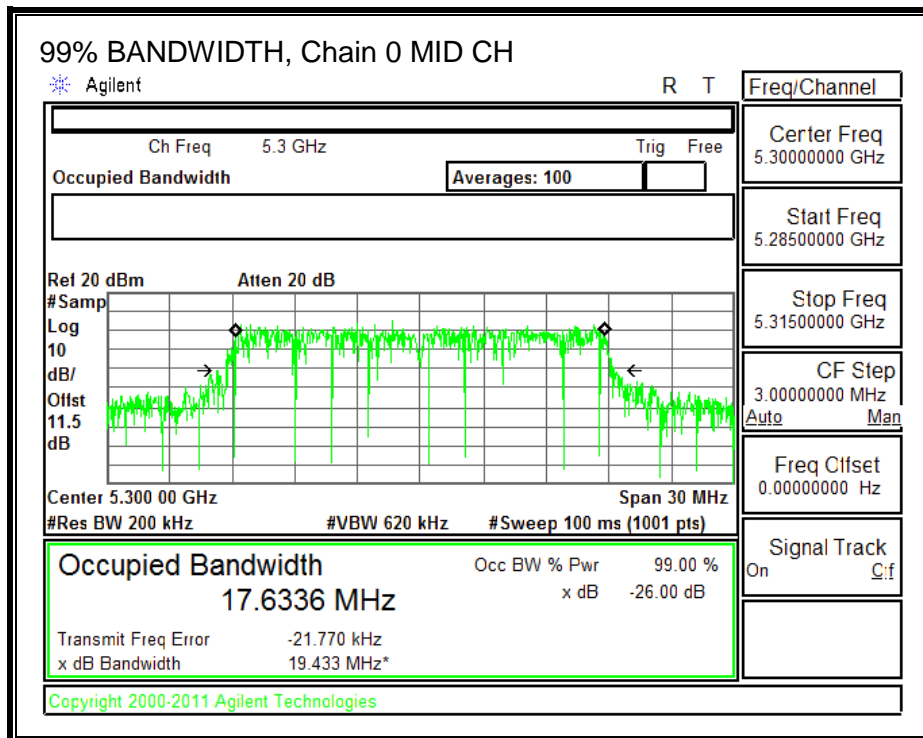 99% BANDWIDTH, Chain 0 MID CH
Agilent R T
Ch Freq 5.3 GHz Trig Free
Occupied Bandwidth Averages: 100
Ref 20 dBm Atten 20 dB
#Samp
Log
10
dB/
Offst
11.5
dB
Center 5.300 00 GHz Span 30 MHz
#Res BW 200 kHz #VBW 620 kHz #Sweep 100 ms (1001 pts)
Occupied Bandwidth Occ BW % Pwr 99.00 %
17.6336 MHz x dB -26.00 dB
Transmit Freq Error -21.770 kHz
x dB Bandwidth 19.433 MHz*
Copyright 2000-2011 Agilent Technologies
Freq/Channel
Center Freq
5.30000000 GHz
Start Freq
5.28500000 GHz
Stop Freq
5.31500000 GHz
CF Step
3.00000000 MHz
Auto Man
Freq Offset
0.00000000 Hz
Signal Track
On Off